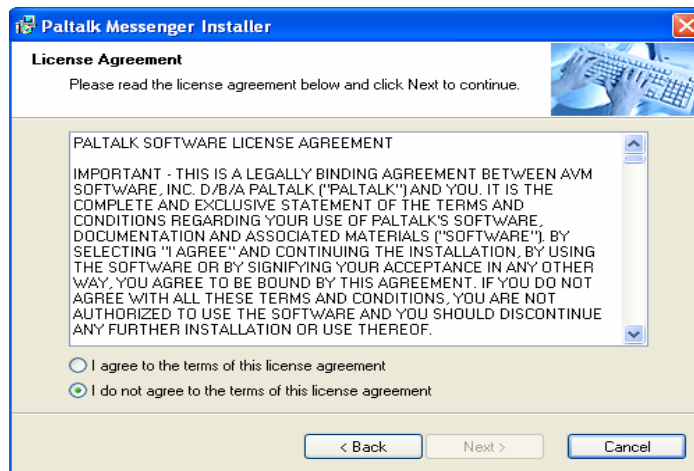 Paltalk Messenger Installer
License Agreement
Please read the license agreement below and click Next to continue.
PALTALK SOFTWARE LICENSE AGREEMENT
IMPORTANT - THIS IS A LEGALLY BINDING AGREEMENT BETWEEN AVM
SOFTWARE, INC. D/B/A PALTALK ("PALTALK") AND YOU. IT IS THE
COMPLETE AND EXCLUSIVE STATEMENT OF THE TERMS AND
CONDITIONS REGARDING YOUR USE OF PALTALK'S SOFTWARE,
DOCUMENTATION AND ASSOCIATED MATERIALS ("SOFTWARE"). BY
SELECTING "I AGREE" AND CONTINUING THE INSTALLATION, BY USING
THE SOFTWARE OR BY SIGNIFYING YOUR ACCEPTANCE IN ANY OTHER
WAY, YOU AGREE TO BE BOUND BY THIS AGREEMENT. IF YOU DO NOT
AGREE WITH ALL THESE TERMS AND CONDITIONS, YOU ARE NOT
AUTHORIZED TO USE THE SOFTWARE AND YOU SHOULD DISCONTINUE
ANY FURTHER INSTALLATION OR USE THEREOF.
I agree to the terms of this license agreement
I do not agree to the terms of this license agreement
< Back Next > Cancel